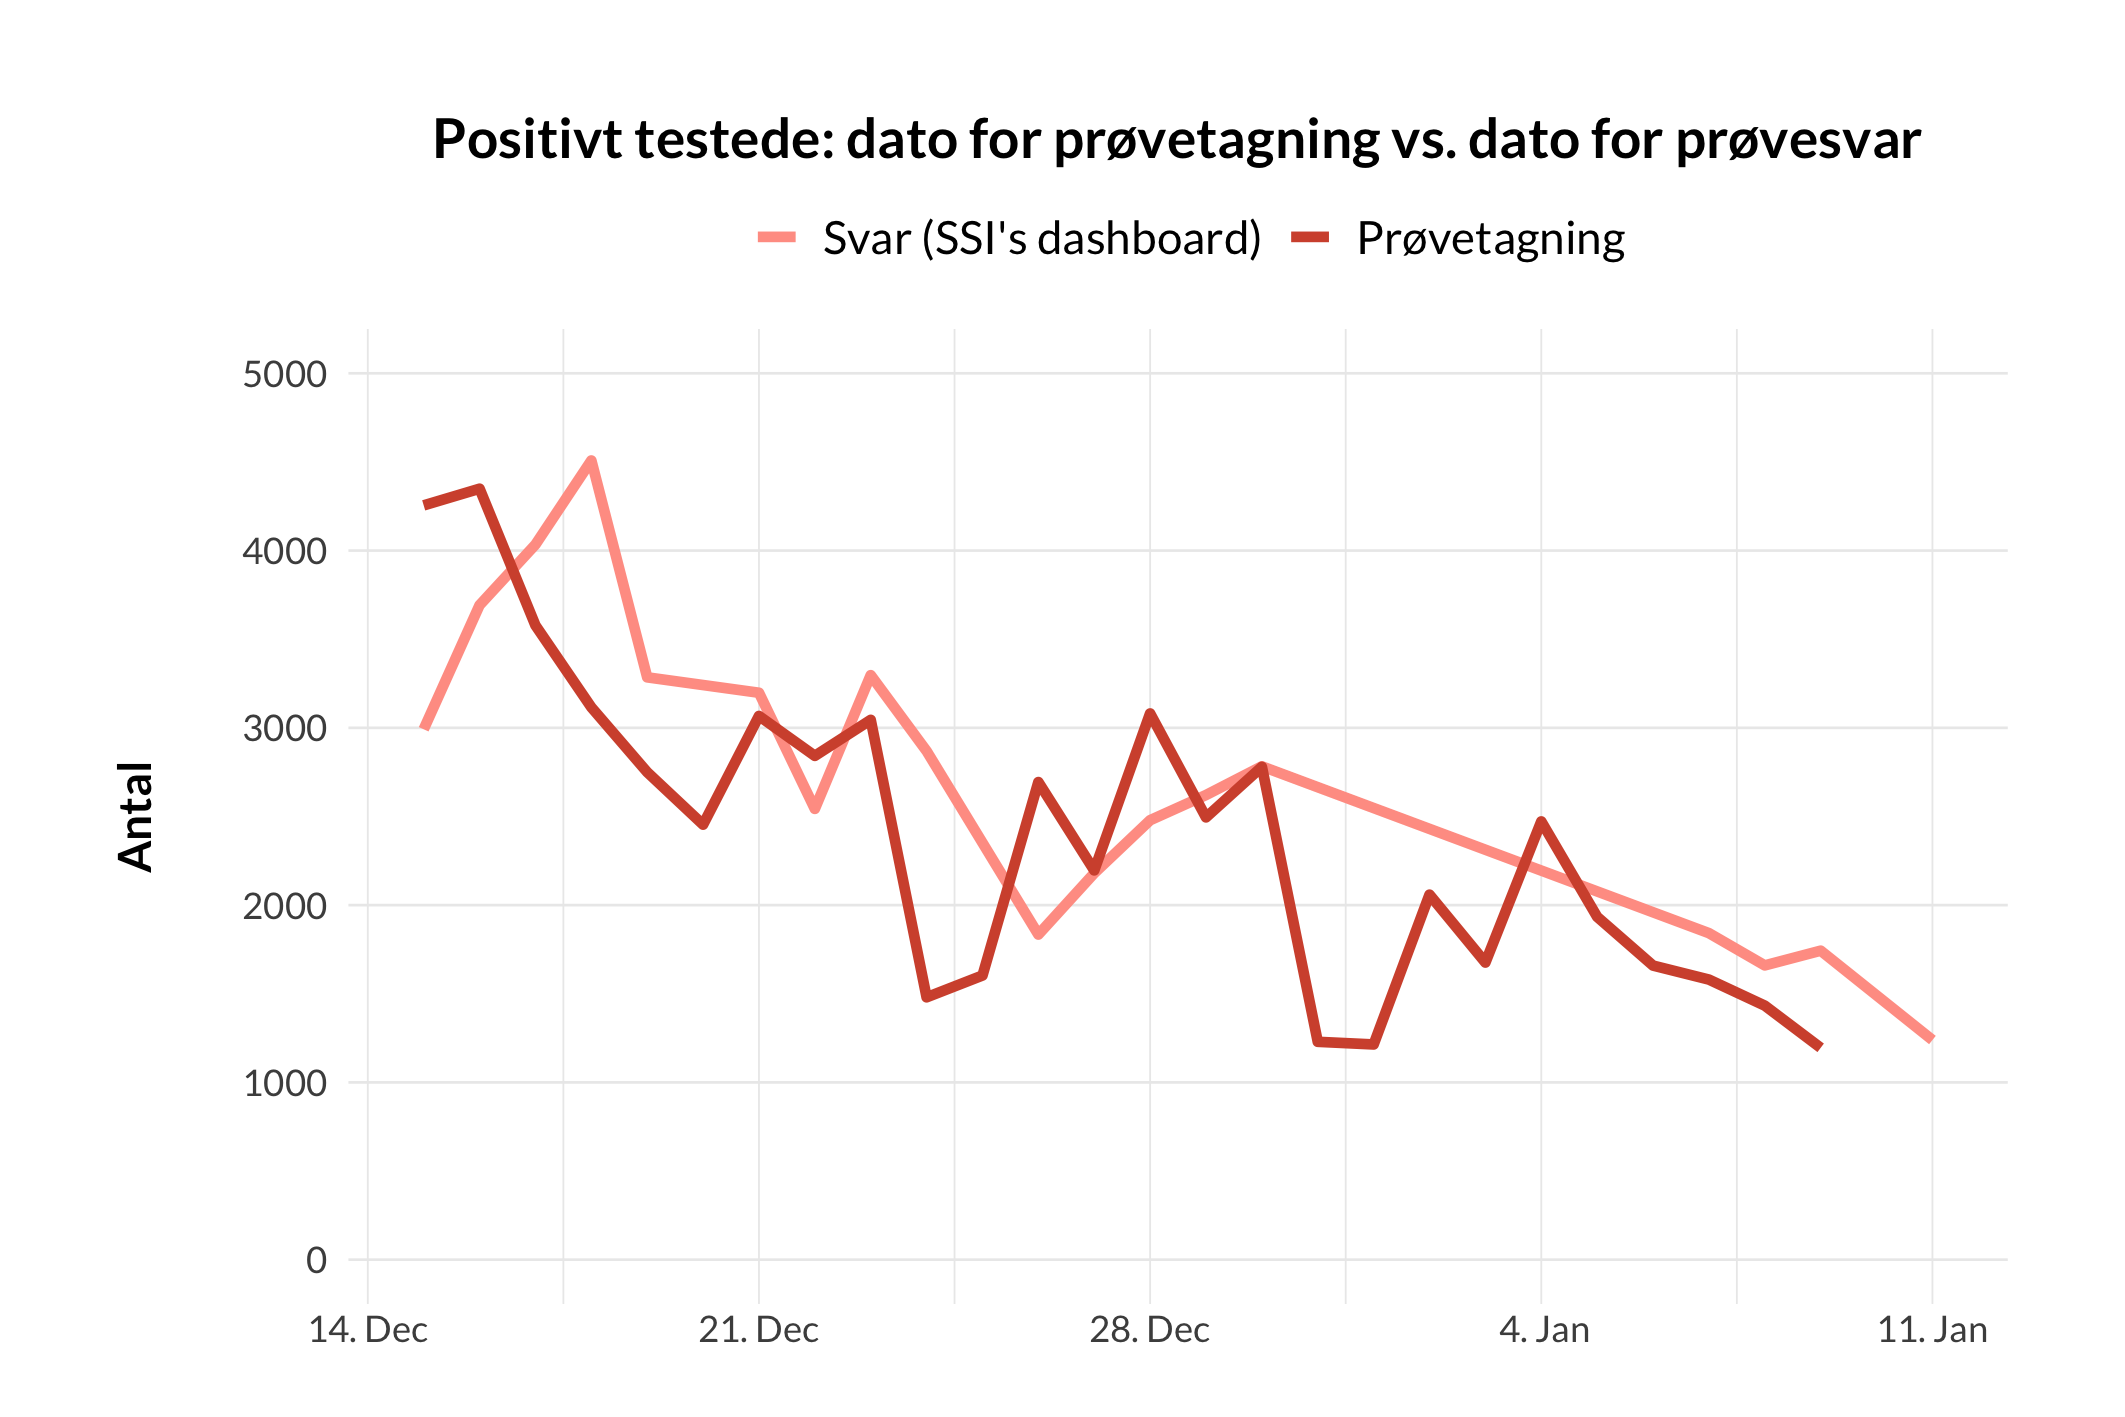 Positivt testede: dato for prøvetagning vs. dato for prøvesvar
Svar (SSI's dashboard) Prøvetagning
5000
4000
3000
2000
1000
0
Antal
14. Dec 21. Dec 28. Dec 4. Jan 11. Jan